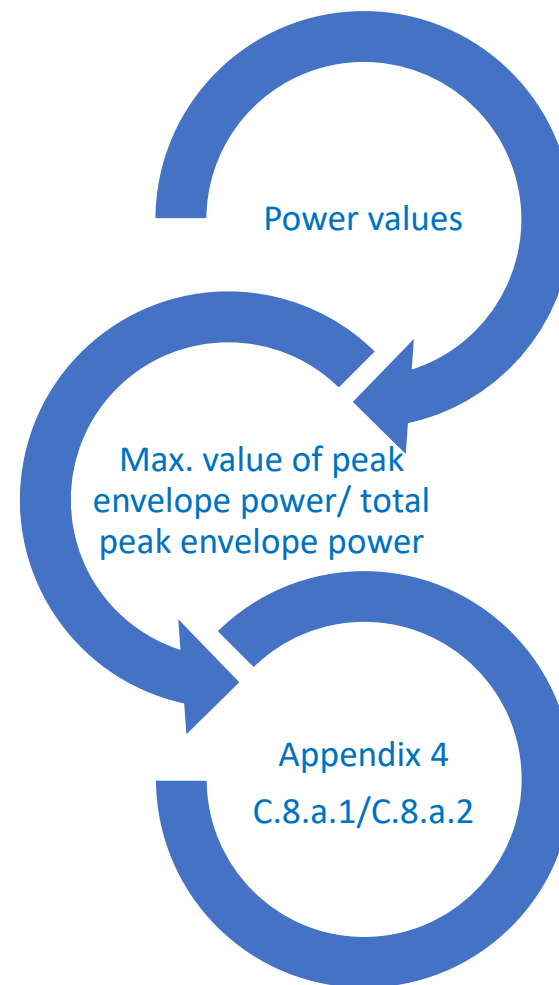 Power values
Max. value of peak
envelope power/ total
peak envelope power
Appendix 4
C.8.a.1/C.8.a.2